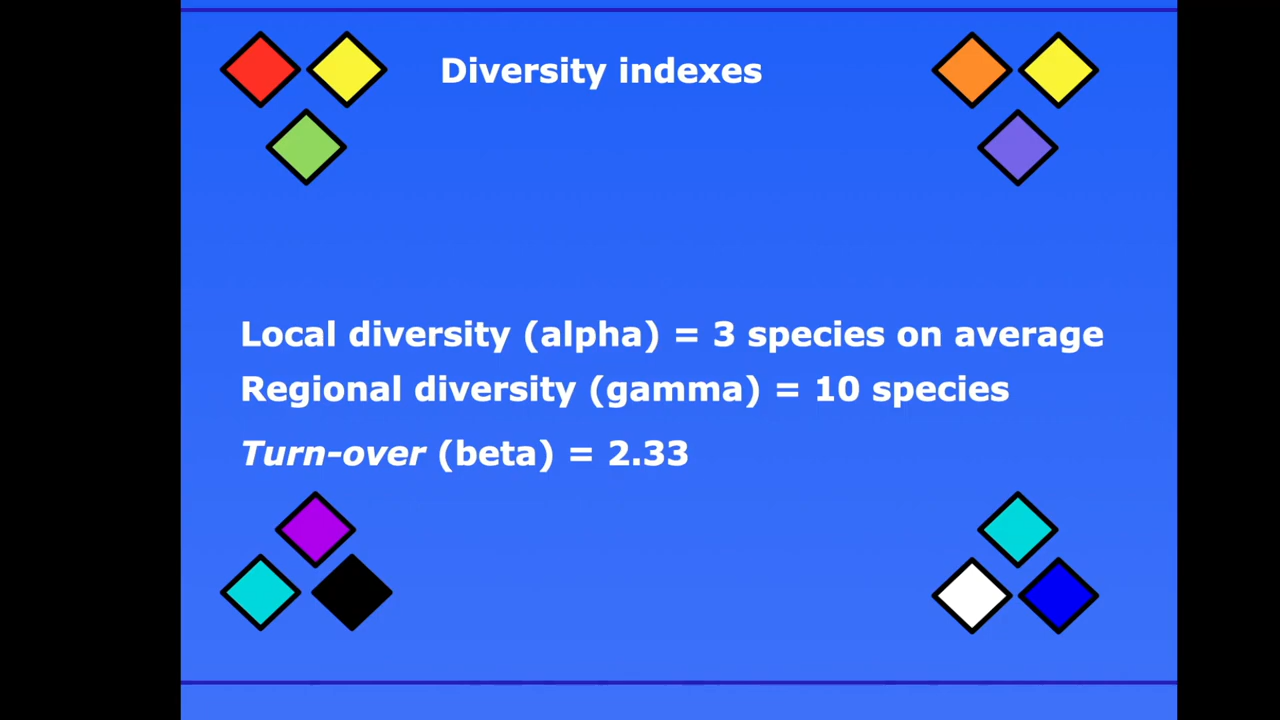 Diversity indexes
Local diversity (alpha) = 3 species on average
Regional diversity (gamma) = 10 species
Turn-over (beta) = 2.33